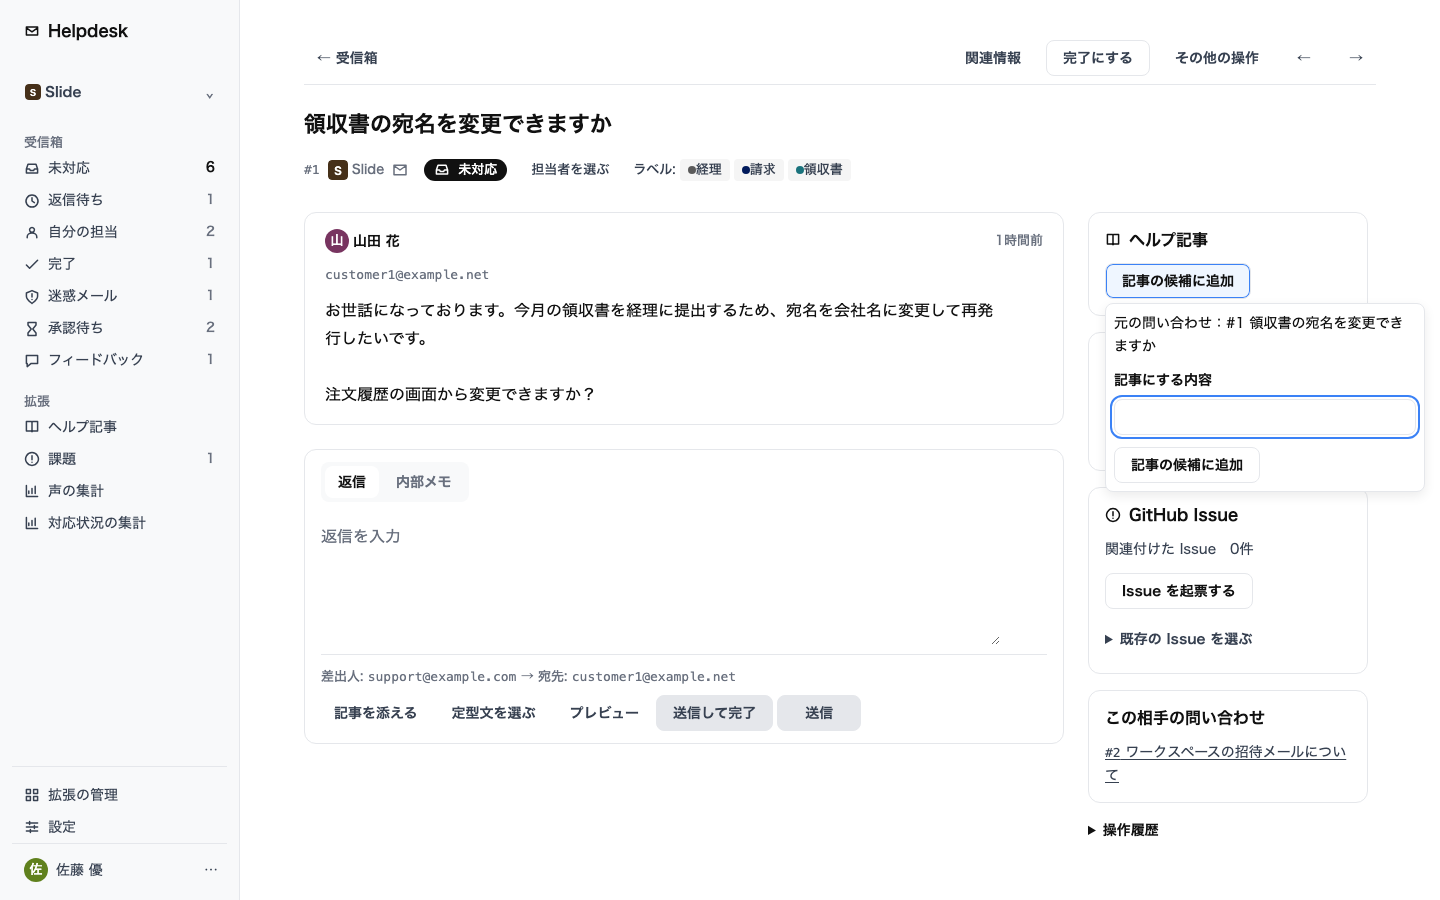 Helpdesk
S Slide
受信箱
未対応 6
返信待ち 1
自分の担当 2
完了 1
迷惑メール 1
承認待ち 2
フィードバック 1
拡張
ヘルプ記事
課題 1
声の集計
対応状況の集計
拡張の管理
設定
佐 佐藤 優 …
← 受信箱
関連情報 完了にする その他の操作 ← →
領収書の宛名を変更できますか
#1 S Slide 未対応 担当者を選ぶ ラベル: 経理 請求 領収書
山 山田 花 1時間前
customer1@example.net
お世話になっております。今月の領収書を経理に提出するため、宛名を会社名に変更して再発
行したいです。
注文履歴の画面から変更できますか？
返信 内部メモ
返信を入力
差出人: support@example.com → 宛先: customer1@example.net
記事を添える 定型文を選ぶ プレビュー 送信して完了 送信
ヘルプ記事
記事の候補に追加
元の問い合わせ：#1 領収書の宛名を変更でき
ますか
記事にする内容
記事の候補に追加
GitHub Issue
関連付けた Issue 0件
Issue を起票する
▶ 既存の Issue を選ぶ
この相手の問い合わせ
#2 ワークスペースの招待メールについ
て
▶ 操作履歴